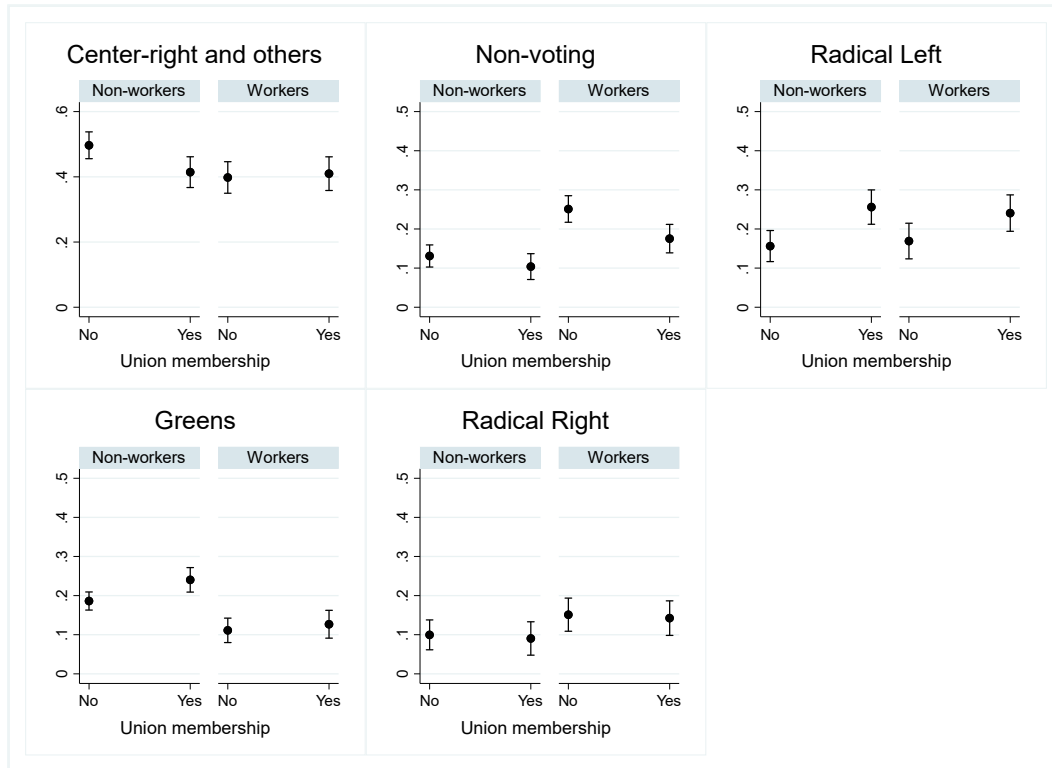 Center-right and others
Non-workers Workers
.6
.4
.2
0
No Yes No Yes
Union membership
Non-voting
Non-workers Workers
.5
.4
.3
.2
.1
0
No Yes No Yes
Union membership
Radical Left
Non-workers Workers
.5
.4
.3
.2
.1
0
No Yes No Yes
Union membership
Greens
Non-workers Workers
.5
.4
.3
.2
.1
0
No Yes No Yes
Union membership
Radical Right
Non-workers Workers
.5
.4
.3
.2
.1
0
No Yes No Yes
Union membership